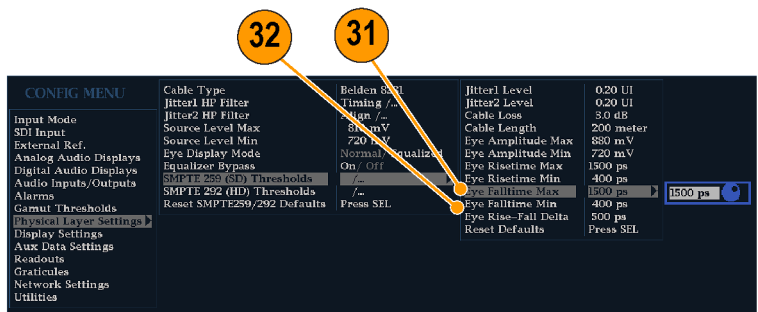 32
31
CONFIG MENU
Input Mode
SDI Input
External Ref.
Analog Audio Displays
Digital Audio Displays
Audio Inputs/Outputs
Alarms
Gamut Thresholds
Physical Layer Settings
Display Settings
Aux Data Settings
Readouts
Graticules
Network Settings
Utilities
Cable Type Belden
Jitter1 HP Filter Timing /...
Jitter2 HP Filter /...
Source Level Max mV
Source Level Min 720 mV
Eye Display Mode Normal/Equalized
Equalizer Bypass On/ Off
SMPTE 259 (SD) Thresholds /...
SMPTE 292 (HD) Thresholds /...
Reset SMPTE259/292 Defaults Press SEL
Jitter1 Level 0.20 UI
Jitter2 Level 0.20 UI
Cable Loss 3.0 dB
Cable Length 200 meter
Eye Amplitude Max 880 mV
Eye Amplitude Min 720 mV
Eye Risetime Max 1500 ps
Eye Risetime Min 400 ps
Eye Falltime Max 1500 ps
Eye Falltime Min 400 ps
Eye Rise-Fall Delta 500 ps
Reset Defaults Press SEL
1500 ps